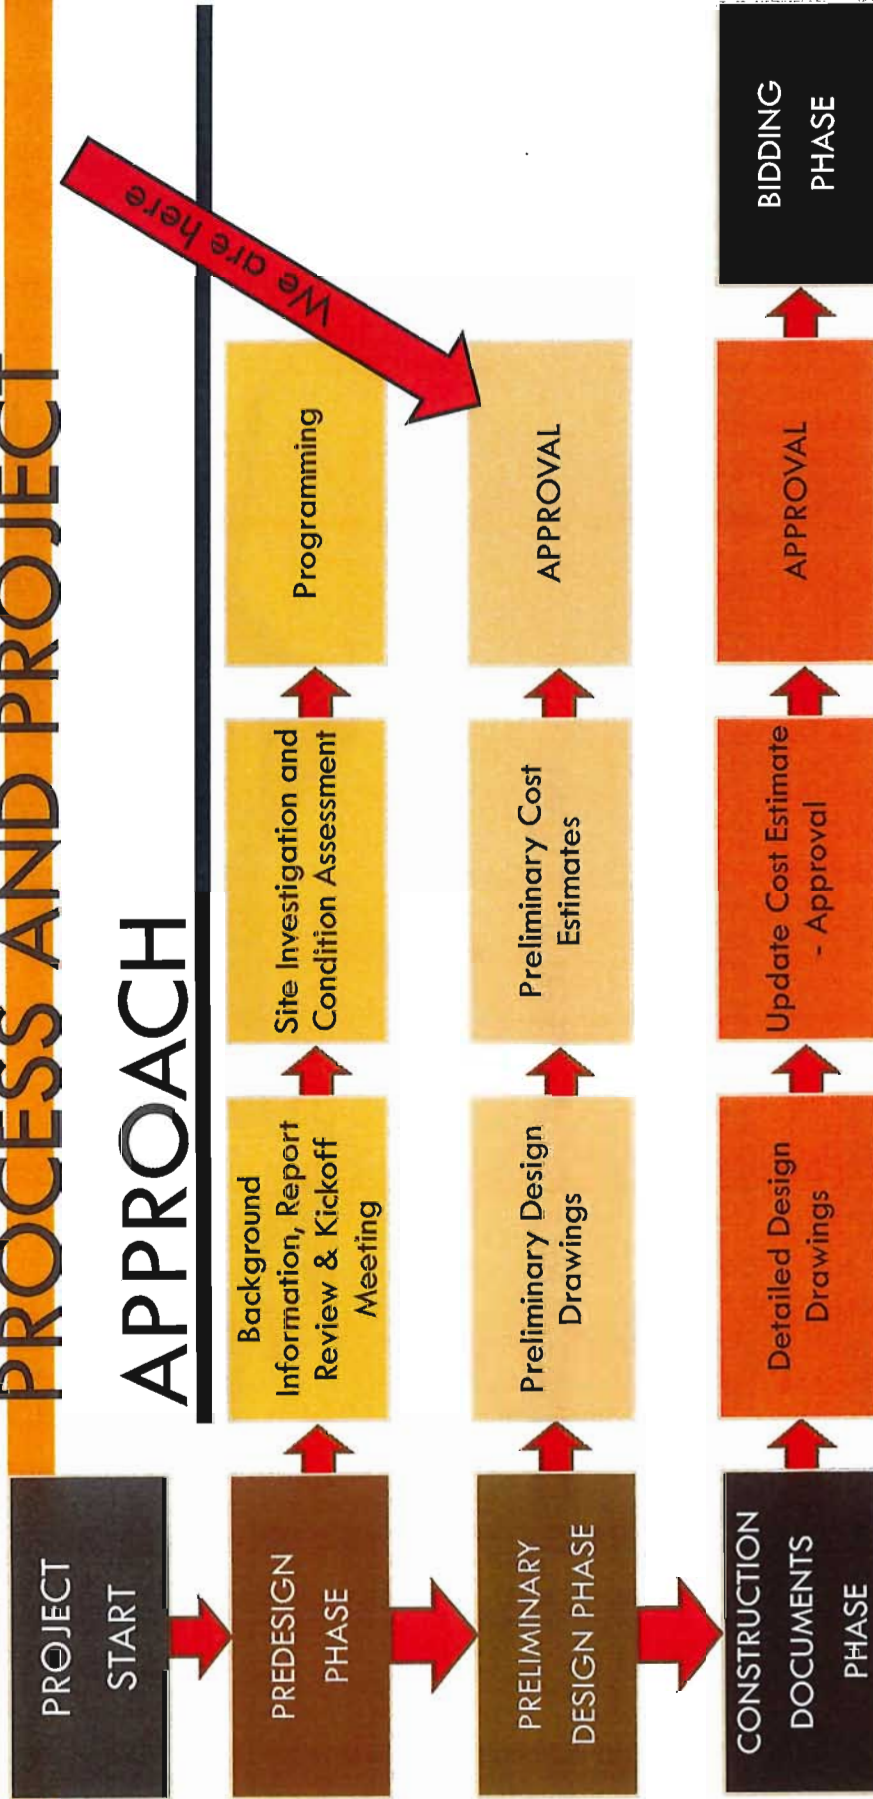 PROCESS AND PROJECT
APPROACH
We are here
PROJECT
START
PREDESIGN
PHASE
Background
Information, Report
Review & Kickoff
Meeting
Site Investigation and
Condition Assessment
Programming
PRELIMINARY
DESIGN PHASE
Preliminary Design
Drawings
Preliminary Cost
Estimates
APPROVAL
CONSTRUCTION
DOCUMENTS
PHASE
Detailed Design
Drawings
Update Cost Estimate
- Approval
APPROVAL
BIDDING
PHASE